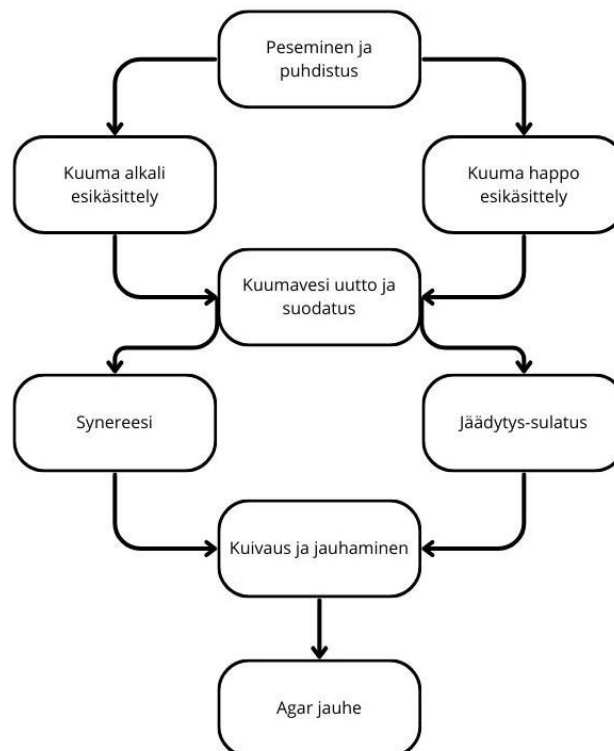 Peseminen ja
puhdistus
Kuuma alkali
esikäsittely
Kuuma happo
esikäsittely
Kuumavesi uutto ja
suodatus
Synereesi
Jäädytys-sulatus
Kuivaus ja jauhaminen
Agar jauhe